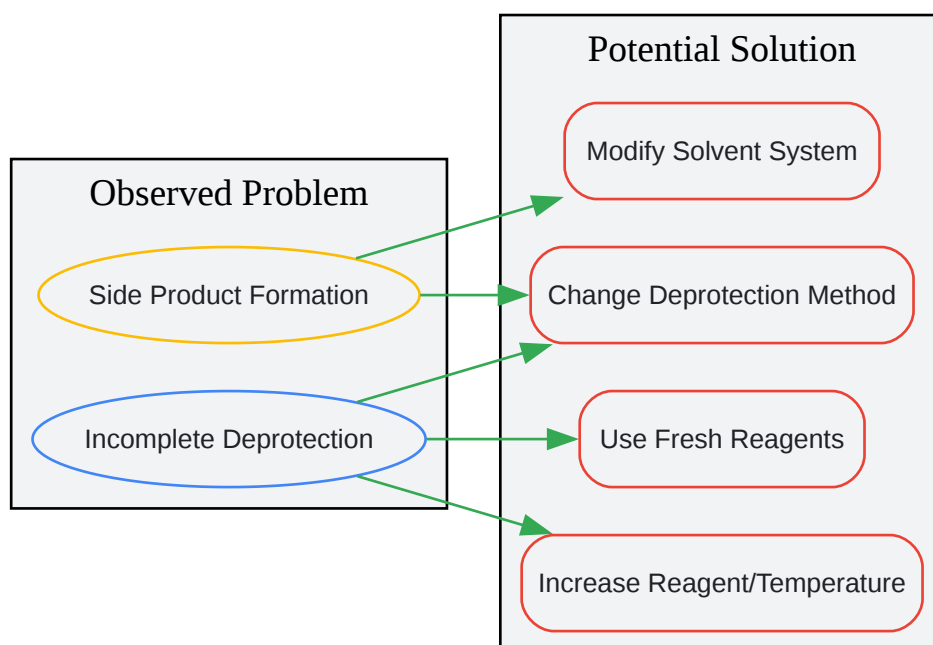 Observed Problem
Side Product Formation
Incomplete Deprotection
Potential Solution
Modify Solvent System
Change Deprotection Method
Use Fresh Reagents
Increase Reagent/Temperature